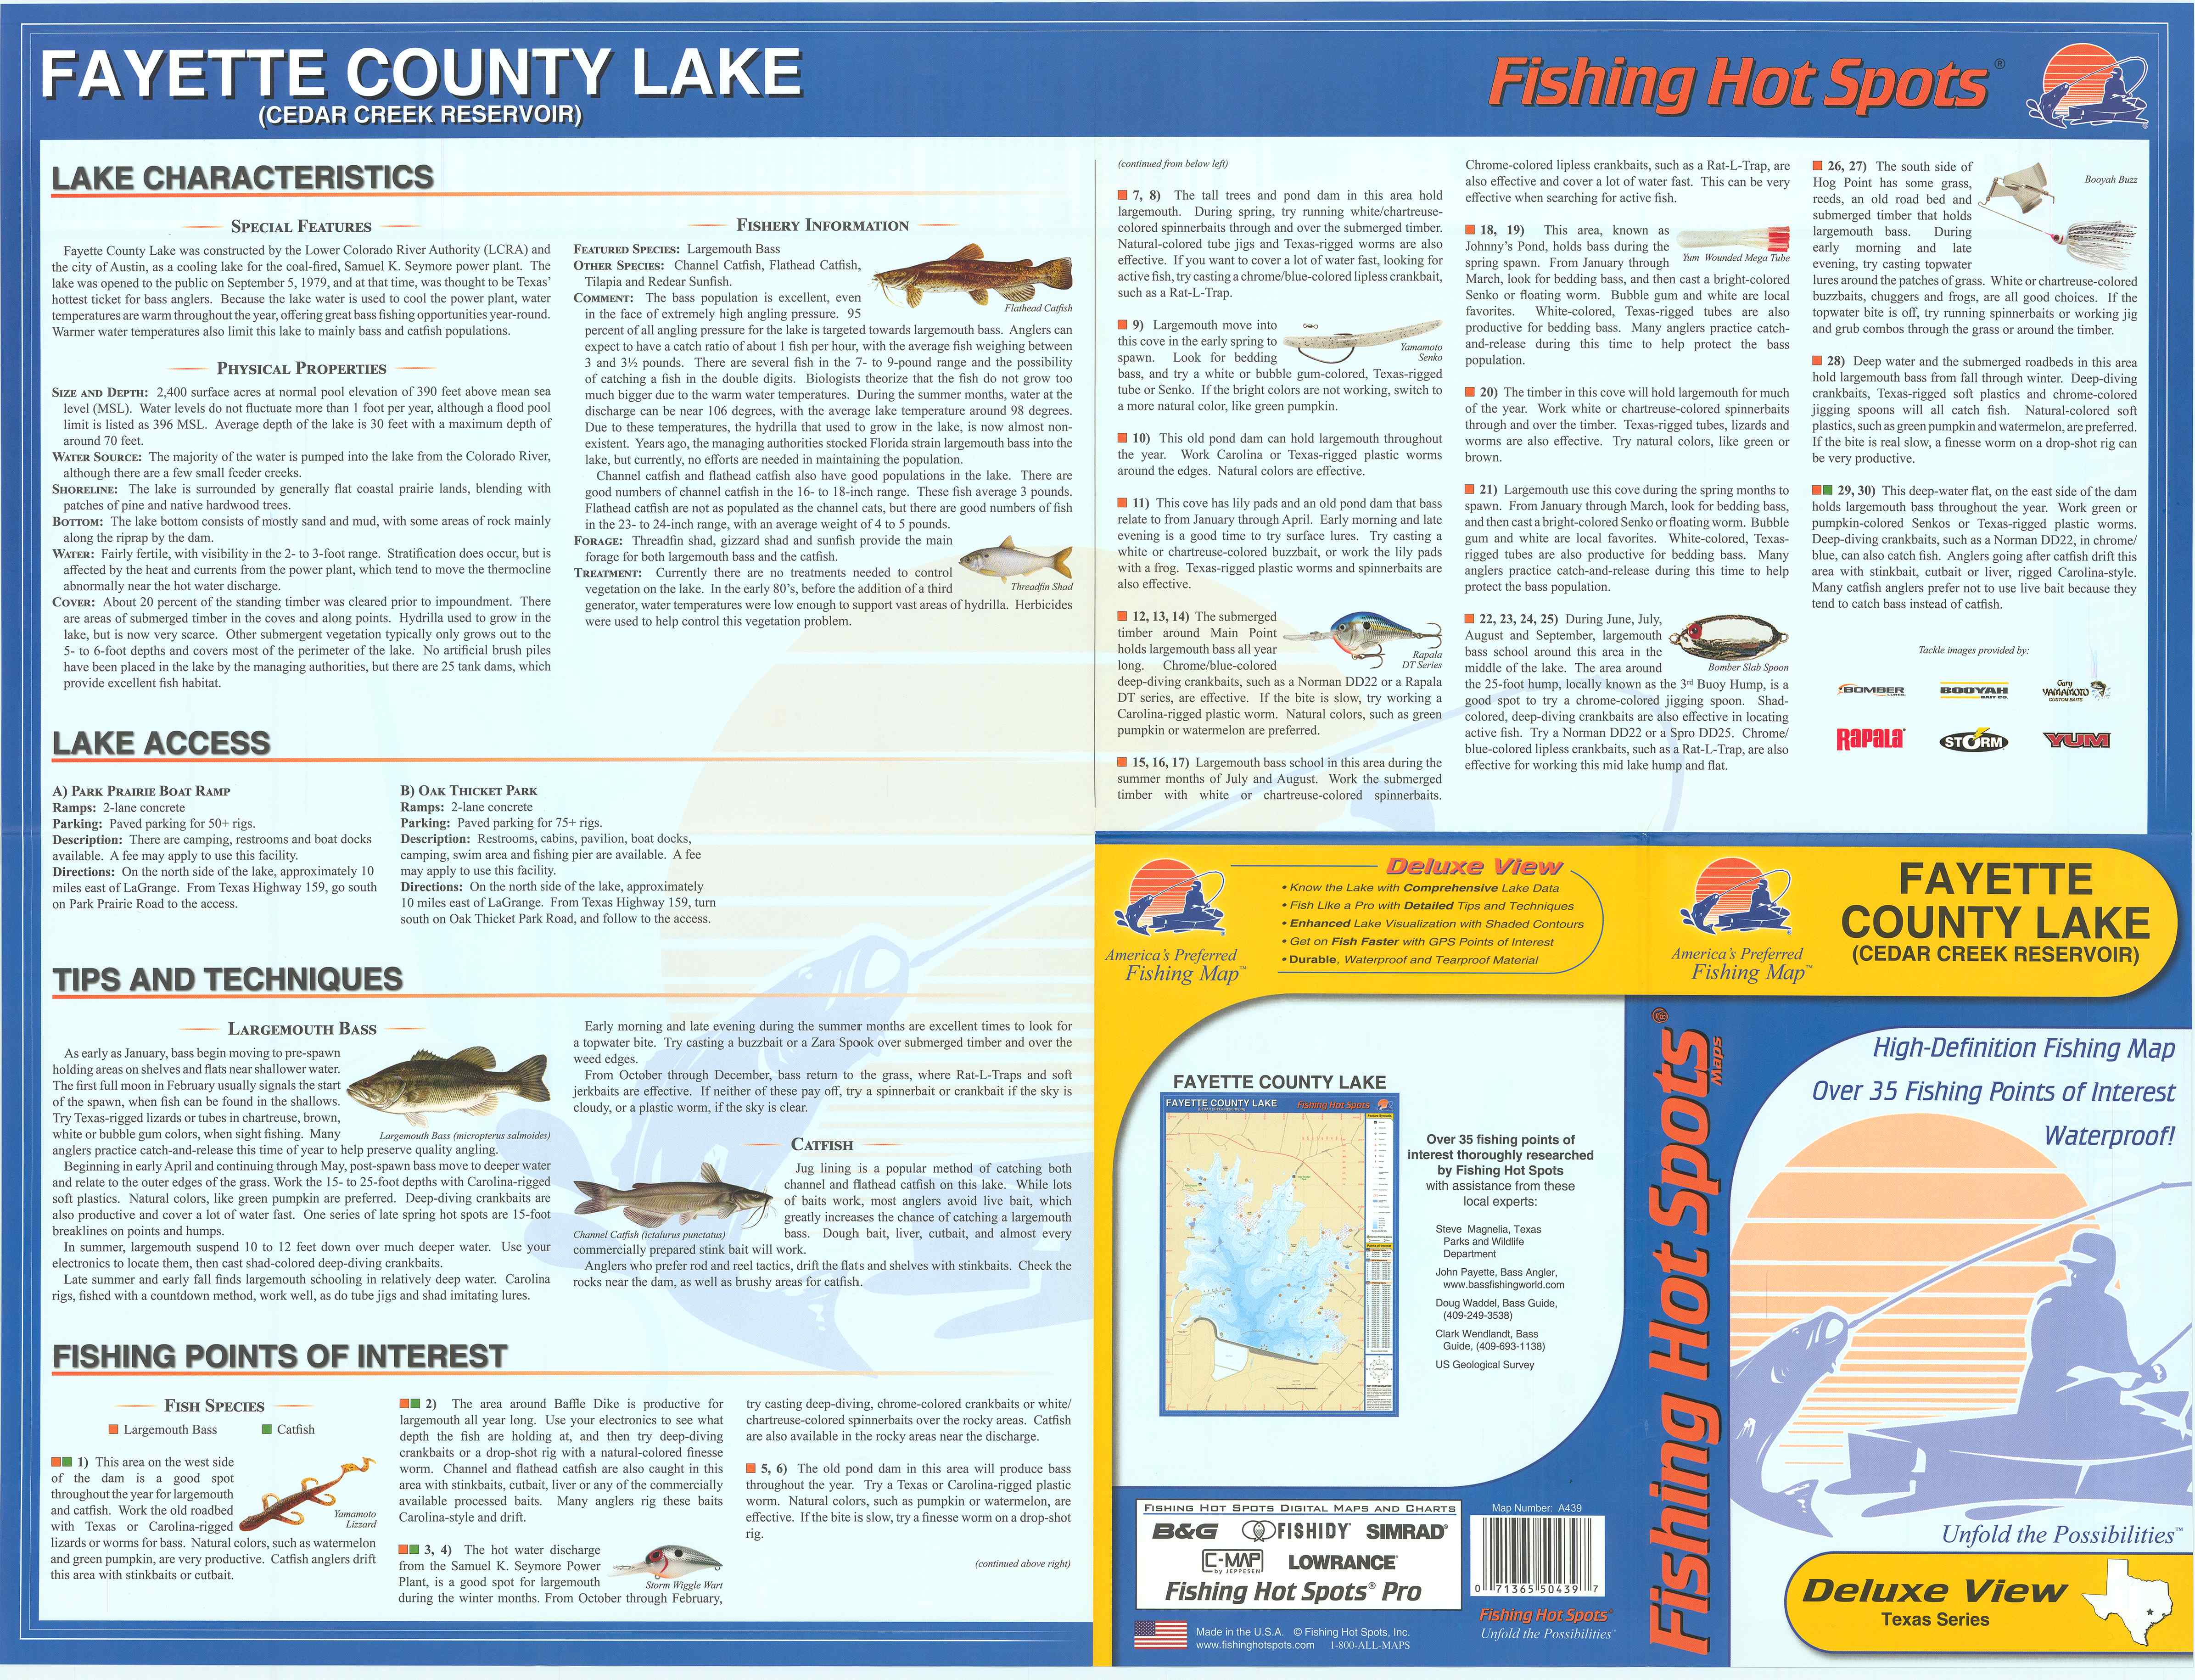 FAYETTE COUNTY LAKE
(CEDAR CREEK RESERVOIR)
Fishing Hot Spots®
LAKE CHARACTERISTICS
SPECIAL FEATURES
Fayette County Lake was constructed by the Lower Colorado River Authority (LCRA) and
the city of Austin, as a cooling lake for the coal-fired, Samuel K. Seymore power plant. The
lake was opened to the public on September 5, 1979, and at that time, was thought to be Texas'
hottest ticket for bass anglers. Because the lake water is used to cool the power plant, water
temperatures are warm throughout the year, offering great bass fishing opportunities year-round.
Warmer water temperatures also limit this lake to mainly bass and catfish populations.
PHYSICAL PROPERTIES
SIZE AND DEPTH: 2,400 surface acres at normal pool elevation of 390 feet above mean sea
level (MSL). Water levels do not fluctuate more than 1 foot per year, although a flood pool
limit is listed as 396 MSL. Average depth of the lake is 30 feet with a maximum depth of
around 70 feet.
WATER SOURCE: The majority of the water is pumped into the lake from the Colorado River,
although there are a few small feeder creeks.
SHORELINE: The lake is surrounded by generally flat coastal prairie lands, blending with
patches of pine and native hardwood trees.
BOTTOM: The lake bottom consists of mostly sand and mud, with some areas of rock mainly
along the riprap by the dam.
WATER: Fairly fertile, with visibility in the 2- to 3-foot range. Stratification does occur, but is
affected by the heat and currents from the power plant, which tend to move the thermocline
abnormally near the hot water discharge.
COVER: About 20 percent of the standing timber was cleared prior to impoundment. There
are areas of submerged timber in the coves and along points. Hydrilla used to grow in the
lake, but is now very scarce. Other submergent vegetation typically only grows out to the
5- to 6-foot depths and covers most of the perimeter of the lake. No artificial brush piles
have been placed in the lake by the managing authorities, but there are 25 tank dams, which
provide excellent fish habitat.
FISHERY INFORMATION
FEATURED SPECIES: Largemouth Bass
OTHER SPECIES: Channel Catfish, Flathead Catfish,
Tilapia and Redear Sunfish.
COMMENT: The bass population is excellent, even
in the face of extremely high angling pressure. 95
Flathead Catfish
percent of all angling pressure for the lake is targeted towards largemouth bass. Anglers can
expect to have a catch ratio of about 1 fish per hour, with the average fish weighing between
3 and 3½ pounds. There are several fish in the 7- to 9-pound range and the possibility
of catching a fish in the double digits. Biologists theorize that the fish do not grow too
much bigger due to the warm water temperatures. During the summer months, water at the
discharge can be near 106 degrees, with the average lake temperature around 98 degrees.
Due to these temperatures, the hydrilla that used to grow in the lake, is now almost non-
existent. Years ago, the managing authorities stocked Florida strain largemouth bass into the
lake, but currently, no efforts are needed in maintaining the population.
Channel catfish and flathead catfish also have good populations in the lake. There are
good numbers of channel catfish in the 16- to 18-inch range. These fish average 3 pounds.
Flathead catfish are not as populated as the channel cats, but there are good numbers of fish
in the 23- to 24-inch range, with an average weight of 4 to 5 pounds.
FORAGE: Threadfin shad, gizzard shad and sunfish provide the main
forage for both largemouth bass and the catfish.
TREATMENT: Currently there are no treatments needed to control
vegetation on the lake. In the early 80's, before the addition of a third
Threadfin Shad
generator, water temperatures were low enough to support vast areas of hydrilla. Herbicides
were used to help control this vegetation problem.
LAKE ACCESS
A) PARK PRAIRIE BOAT RAMP
Ramps: 2-lane concrete
Parking: Paved parking for 50+ rigs.
Description: There are camping, restrooms and boat docks
available. A fee may apply to use this facility.
Directions: On the north side of the lake, approximately 10
miles east of LaGrange. From Texas Highway 159, go south
on Park Prairie Road to the access.
B) OAK THICKET PARK
Ramps: 2-lane concrete
Parking: Paved parking for 75+ rigs.
Description: Restrooms, cabins, pavilion, boat docks,
camping, swim area and fishing pier are available. A fee
may apply to use this facility.
Directions: On the north side of the lake, approximately
10 miles east of LaGrange. From Texas Highway 159, turn
south on Oak Thicket Park Road, and follow to the access.
TIPS AND TECHNIQUES
LARGEMOUTH BASS
As early as January, bass begin moving to pre-spawn
holding areas on shelves and flats near shallower water.
The first full moon in February usually signals the start
of the spawn, when fish can be found in the shallows.
Try Texas-rigged lizards or tubes in chartreuse, brown,
white or bubble gum colors, when sight fishing. Many
Largemouth Bass (micropterus salmoides)
anglers practice catch-and-release this time of year to help preserve quality angling.
Beginning in early April and continuing through May, post-spawn bass move to deeper water
and relate to the outer edges of the grass. Work the 15- to 25-foot depths with Carolina-rigged
soft plastics. Natural colors, like green pumpkin are preferred. Deep-diving crankbaits are
also productive and cover a lot of water fast. One series of late spring hot spots are 15-foot
breaklines on points and humps.
In summer, largemouth suspend 10 to 12 feet down over much deeper water. Use your
electronics to locate them, then cast shad-colored deep-diving crankbaits.
Late summer and early fall finds largemouth schooling in relatively deep water. Carolina
rigs, fished with a countdown method, work well, as do tube jigs and shad imitating lures.
Early morning and late evening during the summer months are excellent times to look for
a topwater bite. Try casting a buzzbait or a Zara Spook over submerged timber and over the
weed edges.
From October through December, bass return to the grass, where Rat-L-Traps and soft
jerkbaits are effective. If neither of these pay off, try a spinnerbait or crankbait if the sky is
cloudy, or a plastic worm, if the sky is clear.
CATFISH
Jug lining is a popular method of catching both
channel and flathead catfish on this lake. While lots
of baits work, most anglers avoid live bait, which
greatly increases the chance of catching a largemouth
bass. Dough bait, liver, cutbait, and almost every
Channel Catfish (ictalurus punctatus)
commercially prepared stink bait will work.
Anglers who prefer rod and reel tactics, drift the flats and shelves with stinkbaits. Check the
rocks near the dam, as well as brushy areas for catfish.
FISHING POINTS OF INTEREST
FISH SPECIES
Largemouth Bass
Catfish
1) This area on the west side
of the dam is a good spot
throughout the year for largemouth
and catfish. Work the old roadbed
with Texas or Carolina-rigged
Yamamoto
Lizzard
lizards or worms for bass. Natural colors, such as watermelon
and green pumpkin, are very productive. Catfish anglers drift
this area with stinkbaits or cutbait.
2) The area around Baffle Dike is productive for
largemouth all year long. Use your electronics to see what
depth the fish are holding at, and then try deep-diving
crankbaits or a drop-shot rig with a natural-colored finesse
worm. Channel and flathead catfish are also caught in this
area with stinkbaits, cutbait, liver or any of the commercially
available processed baits. Many anglers rig these baits
Carolina-style and drift.
3, 4) The hot water discharge
from the Samuel K. Seymore Power
Plant, is a good spot for largemouth
Storm Wiggle Wart
during the winter months. From October through February,
try casting deep-diving, chrome-colored crankbaits or white/
chartreuse-colored spinnerbaits over the rocky areas. Catfish
are also available in the rocky areas near the discharge.
5, 6) The old pond dam in this area will produce bass
throughout the year. Try a Texas or Carolina-rigged plastic
worm. Natural colors, such as pumpkin or watermelon, are
effective. If the bite is slow, try a finesse worm on a drop-shot
rig.
(continued above right)
(continued from below left)
7, 8) The tall trees and pond dam in this area hold
largemouth. During spring, try running white/chartreuse-
colored spinnerbaits through and over the submerged timber.
Natural-colored tube jigs and Texas-rigged worms are also
effective. If you want to cover a lot of water fast, looking for
active fish, try casting a chrome/blue-colored lipless crankbait,
such as a Rat-L-Trap.
9) Largemouth move into
this cove in the early spring to
spawn. Look for bedding
Yamamoto
Senko
bass, and try a white or bubble gum-colored, Texas-rigged
tube or Senko. If the bright colors are not working, switch to
a more natural color, like green pumpkin.
10) This old pond dam can hold largemouth throughout
the year. Work Carolina or Texas-rigged plastic worms
around the edges. Natural colors are effective.
11) This cove has lily pads and an old pond dam that bass
relate to from January through April. Early morning and late
evening is a good time to try surface lures. Try casting a
white or chartreuse-colored buzzbait, or work the lily pads
with a frog. Texas-rigged plastic worms and spinnerbaits are
also effective.
12, 13, 14) The submerged
timber around Main Point
holds largemouth bass all year
long. Chrome/blue-colored
Rapala
DT Series
deep-diving crankbaits, such as a Norman DD22 or a Rapala
DT series, are effective. If the bite is slow, try working a
Carolina-rigged plastic worm. Natural colors, such as green
pumpkin or watermelon are preferred.
15, 16, 17) Largemouth bass school in this area during the
summer months of July and August. Work the submerged
timber with white or chartreuse-colored spinnerbaits.
Chrome-colored lipless crankbaits, such as a Rat-L-Trap, are
also effective and cover a lot of water fast. This can be very
effective when searching for active fish.
18, 19) This area, known as
Johnny's Pond, holds bass during the
spring spawn. From January through
Yum Wounded Mega Tube
March, look for bedding bass, and then cast a bright-colored
Senko or floating worm. Bubble gum and white are local
favorites. White-colored, Texas-rigged tubes are also
productive for bedding bass. Many anglers practice catch-
and-release during this time to help protect the bass
population.
20) The timber in this cove will hold largemouth for much
of the year. Work white or chartreuse-colored spinnerbaits
through and over the timber. Texas-rigged tubes, lizards and
worms are also effective. Try natural colors, like green or
brown.
21) Largemouth use this cove during the spring months to
spawn. From January through March, look for bedding bass,
and then cast a bright-colored Senko or floating worm. Bubble
gum and white are local favorites. White-colored, Texas-
rigged tubes are also productive for bedding bass. Many
anglers practice catch-and-release during this time to help
protect the bass population.
22, 23, 24, 25) During June, July,
August and September, largemouth
bass school around this area in the
middle of the lake. The area around
Bomber Slab Spoon
the 25-foot hump, locally known as the 3rd Buoy Hump, is a
good spot to try a chrome-colored jigging spoon. Shad-
colored, deep-diving crankbaits are also effective in locating
active fish. Try a Norman DD22 or a Spro DD25. Chrome/
blue-colored lipless crankbaits, such as a Rat-L-Trap, are also
effective for working this mid lake hump and flat.
26, 27) The south side of
Hog Point has some grass,
reeds, an old road bed and
submerged timber that holds
largemouth bass. During
early morning and late
evening, try casting topwater
Booyah Buzz
lures around the patches of grass. White or chartreuse-colored
buzzbaits, chuggers and frogs, are all good choices. If the
topwater bite is off, try running spinnerbaits or working jig
and grub combos through the grass or around the timber.
28) Deep water and the submerged roadbeds in this area
hold largemouth bass from fall through winter. Deep-diving
crankbaits, Texas-rigged soft plastics and chrome-colored
jigging spoons will all catch fish. Natural-colored soft
plastics, such as green pumpkin and watermelon, are preferred.
If the bite is real slow, a finesse worm on a drop-shot rig can
be very productive.
29, 30) This deep-water flat, on the east side of the dam
holds largemouth bass throughout the year. Work green or
pumpkin-colored Senkos or Texas-rigged plastic worms.
Deep-diving crankbaits, such as a Norman DD22, in chrome/
blue, can also catch fish. Anglers going after catfish drift this
area with stinkbait, cutbait or liver, rigged Carolina-style.
Many catfish anglers prefer not to use live bait because they
tend to catch bass instead of catfish.
Tackle images provided by:
BOMBER
BOOYAH
BAIT CO.
Gary
YAMAMOTO
CUSTOM BAITS
Rapala
STORM
YUM
America's Preferred
Fishing Map™
Deluxe View
• Know the Lake with Comprehensive Lake Data
• Fish Like a Pro with Detailed Tips and Techniques
• Enhanced Lake Visualization with Shaded Contours
• Get on Fish Faster with GPS Points of Interest
• Durable, Waterproof and Tearproof Material
America's Preferred
Fishing Map™
FAYETTE
COUNTY LAKE
(CEDAR CREEK RESERVOIR)
FAYETTE COUNTY LAKE
FAYETTE COUNTY LAKE
Fishing Hot Spots
Over 35 fishing points of
interest thoroughly researched
by Fishing Hot Spots
with assistance from these
local experts:
Steve Magnelia, Texas
Parks and Wildlife
Department
John Payette, Bass Angler,
www.bassfishingworld.com
Doug Waddel, Bass Guide,
(409-249-3538)
Clark Wendlandt, Bass
Guide, (409-693-1138)
US Geological Survey
FISHING HOT SPOTS DIGITAL MAPS AND CHARTS
B&G
FISHIDY
SIMRAD®
C-MAP
by JEPPESEN
LOWRANCE
Fishing Hot Spots® Pro
Made in the U.S.A. © Fishing Hot Spots, Inc.
www.fishinghotspots.com 1-800-ALL-MAPS
Map Number: A439
0 71365 50439 7
Fishing Hot Spots®
Unfold the Possibilities™
Fishing Hot Spots®
Maps
High-Definition Fishing Map
Over 35 Fishing Points of Interest
Waterproof!
Unfold the Possibilities™
Deluxe View
Texas Series